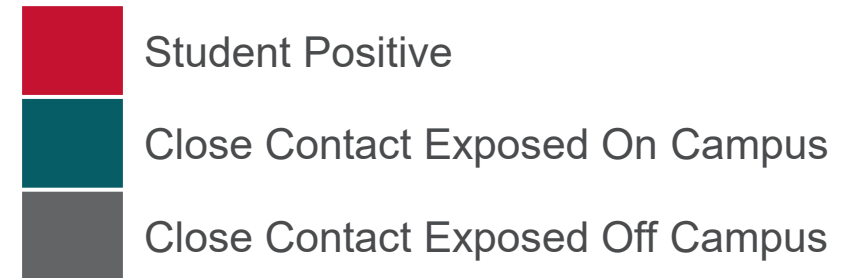 Student Positive
Close Contact Exposed On Campus
Close Contact Exposed Off Campus